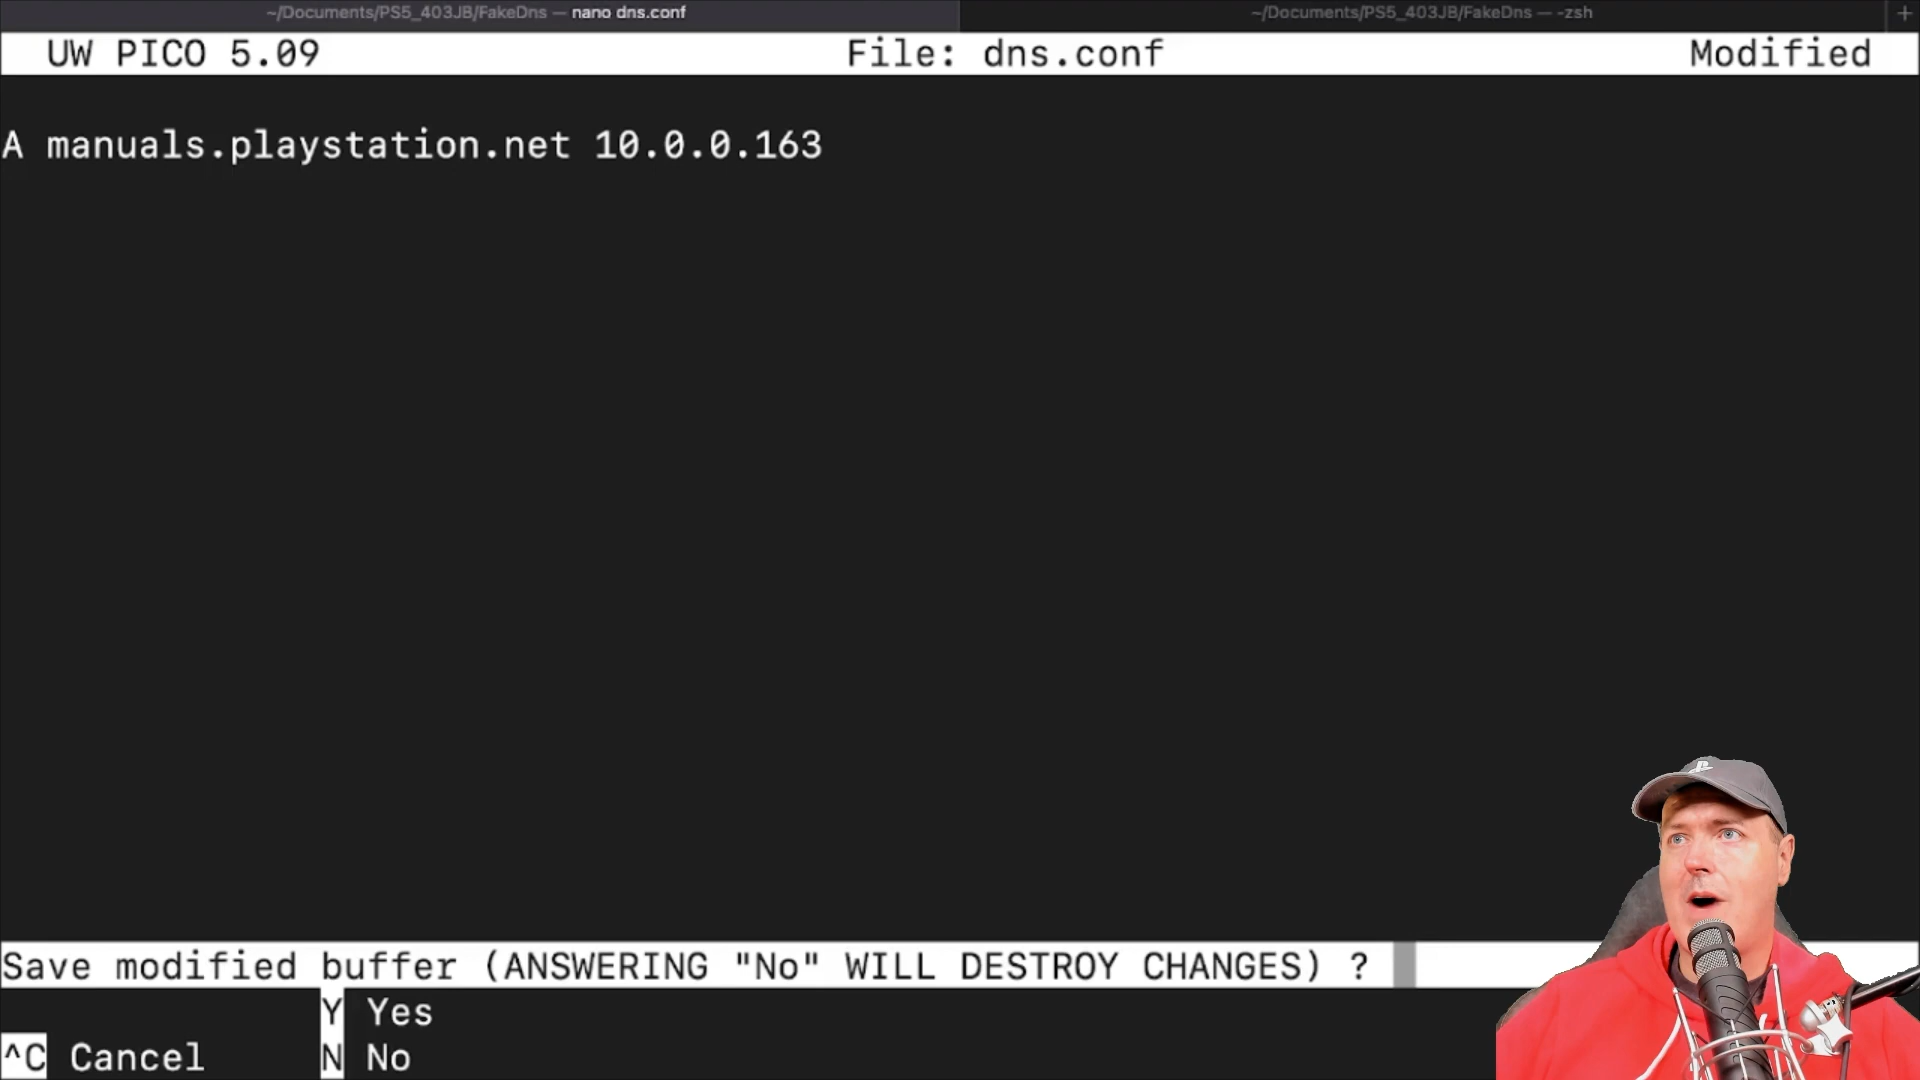 ~/Documents/PS5_403JB/FakeDns — nano dns.conf
~/Documents/PS5_403JB/FakeDns — -zsh
+
UW PICO 5.09 File: dns.conf Modified
A manuals.playstation.net 10.0.0.163
Save modified buffer (ANSWERING "No" WILL DESTROY CHANGES) ?
Y Yes
^C Cancel N No